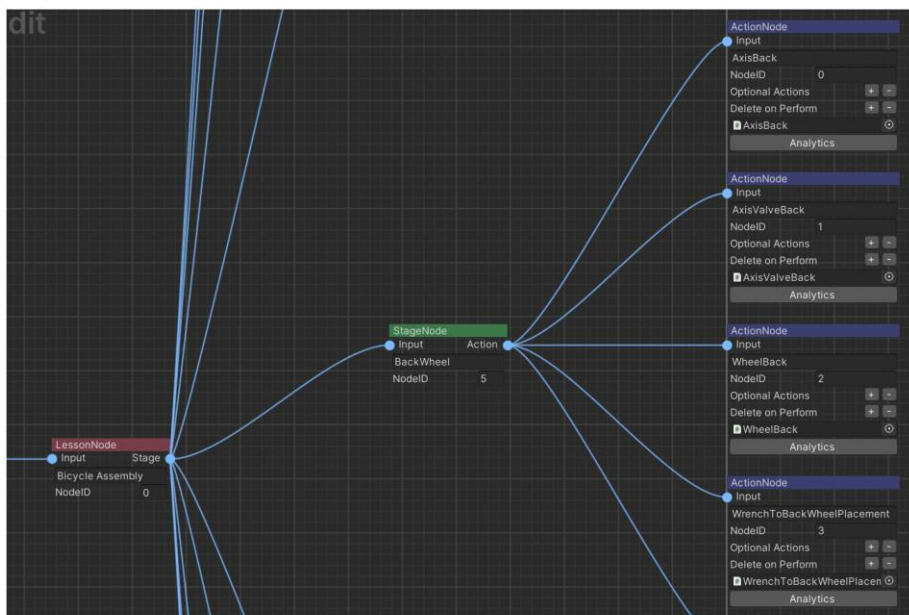 dit
ActionNode
Input
AxisBack
NodeID 0
Optional Actions + -
Delete on Perform + -
AxisBack
Analytics
ActionNode
Input
AxisValveBack
NodeID 1
Optional Actions + -
Delete on Perform + -
AxisValveBack
Analytics
StageNode
Input Action
BackWheel
NodeID 5
ActionNode
Input
WheelBack
NodeID 2
Optional Actions + -
Delete on Perform + -
WheelBack
Analytics
LessonNode
Input Stage
Bicycle Assembly
NodeID 0
ActionNode
Input
WrenchToBackWheelPlacement
NodeID 3
Optional Actions + -
Delete on Perform + -
WrenchToBackWheelPlacen
Analytics